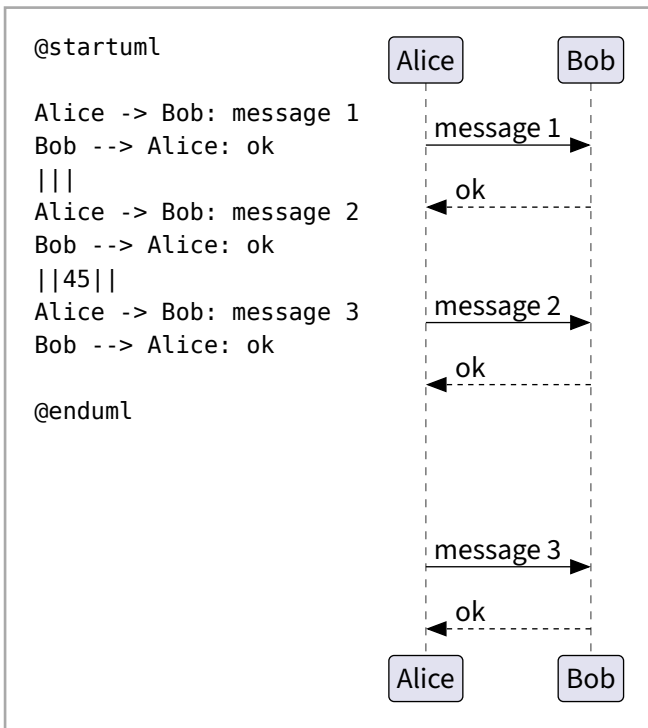 @startuml
Alice -> Bob: message 1
Bob --> Alice: ok
|||
Alice -> Bob: message 2
Bob --> Alice: ok
||45||
Alice -> Bob: message 3
Bob --> Alice: ok
@enduml
Alice Bob
message 1
ok
message 2
ok
message 3
ok
Alice Bob